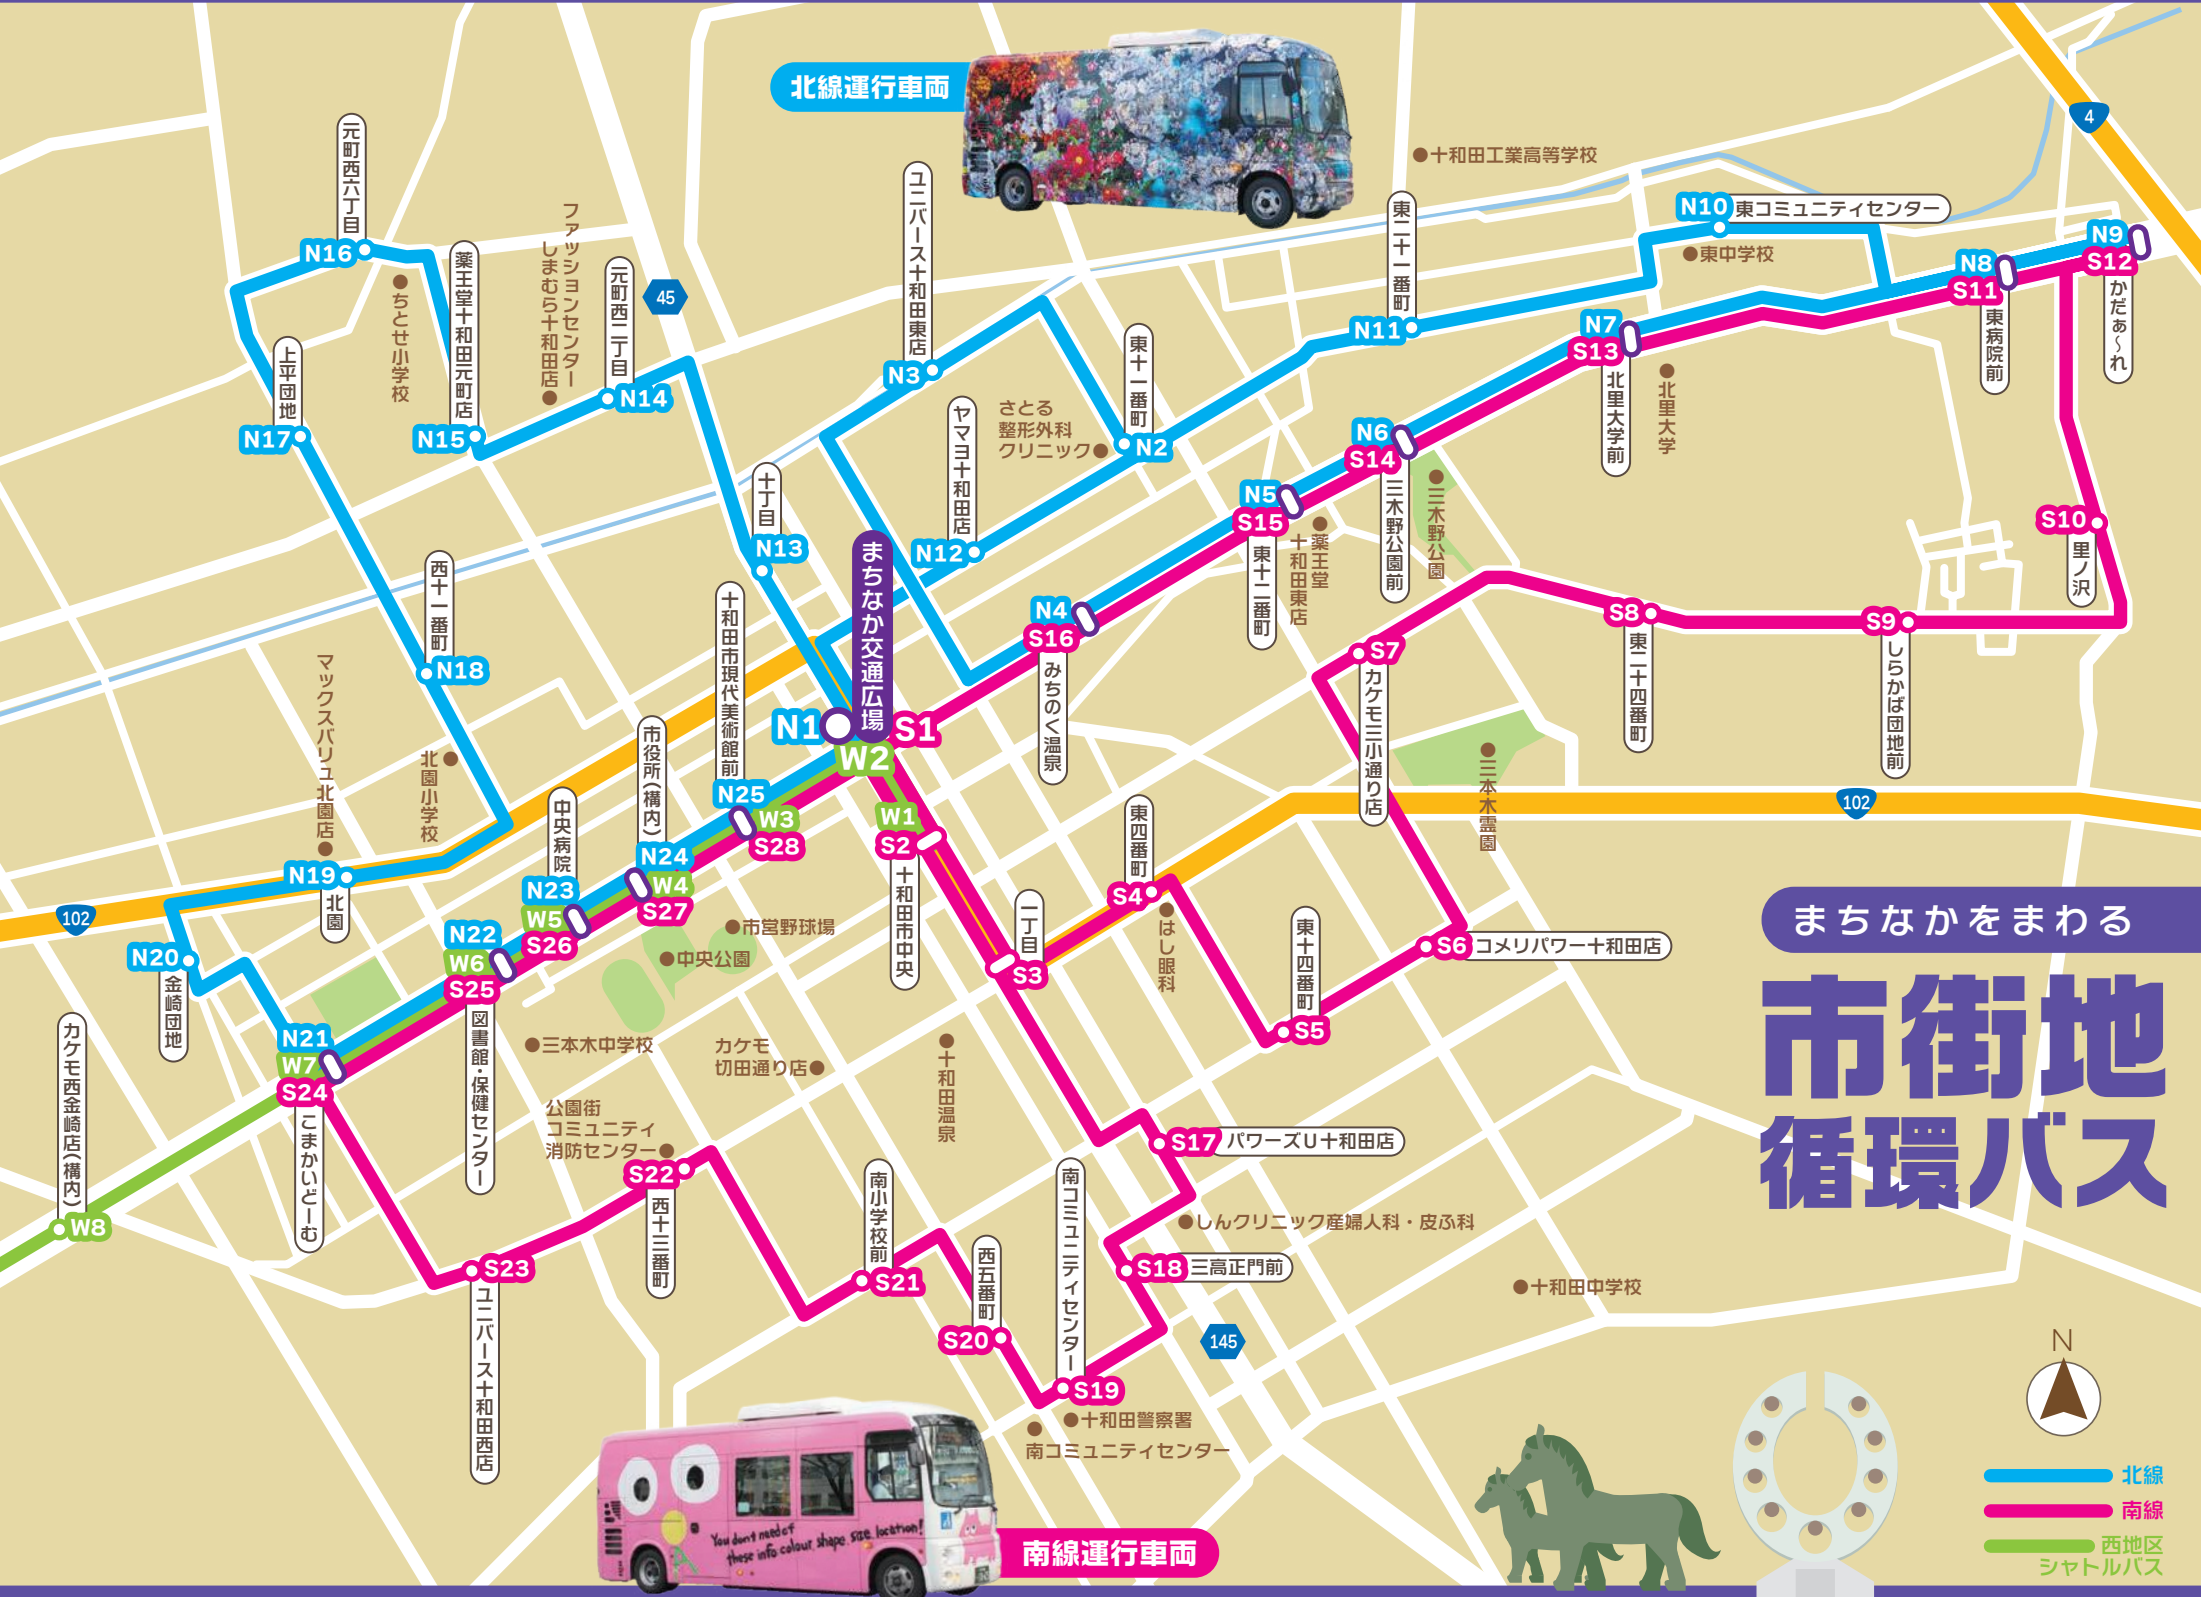 北線運行車両
4
十和田工業高等学校
元町西六丁目
N16
ちとせ小学校
薬王堂十和田元町店
N15
ファッションセンター
しまむら十和田店
元町西二丁目
N14
45
ユニバース十和田東店
N3
東二十一番町
N11
N10
東コミュニティセンター
東中学校
N9
S12
かだぁ〜れ
N8
S11
東病院前
N7
S13
北里大学前
北里大学
上平団地
N17
十丁目
N13
ヤマヨ十和田店
N12
さとる
整形外科
クリニック
東十一番町
N2
N6
S14
三木野公園前
三木野公園
N5
S15
東十二番町
薬王堂
十和田東店
S10
里ノ沢
西十一番町
N18
まちなか交通広場
N1
S1
W2
N4
S16
みちのく温泉
S7
カケモ三小通り店
S8
東二十四番町
S9
しらかば団地前
三本木霊園
102
マックスバリュ北園店
北園小学校
N19
北園
102
N20
金崎団地
十和田市現代美術館前
N25
W3
S28
市役所(構内)
N24
W4
S27
中央病院
N23
W5
S26
N22
W6
S25
図書館・保健センター
N21
W7
S24
こまかいどーむ
カケモ西金崎店(構内)
W8
W1
S2
十和田市中央
一丁目
S3
東四番町
S4
はし眼科
東十四番町
S5
S6
コメリパワー十和田店
市営野球場
中央公園
三本木中学校
カケモ
切田通り店
十和田温泉
公園街
コミュニティ
消防センター
S22
西十三番町
S23
ユニバース十和田西店
南小学校前
S21
西五番町
S20
南コミュニティセンター
S19
S17
パワーズU十和田店
しんクリニック産婦人科・皮ふ科
S18
三高正門前
十和田中学校
145
十和田警察署
南コミュニティセンター
You don't need of
these info. colour, shape, size, location!
南線運行車両
まちなかをまわる
市街地
循環バス
N
北線
南線
西地区
シャトルバス